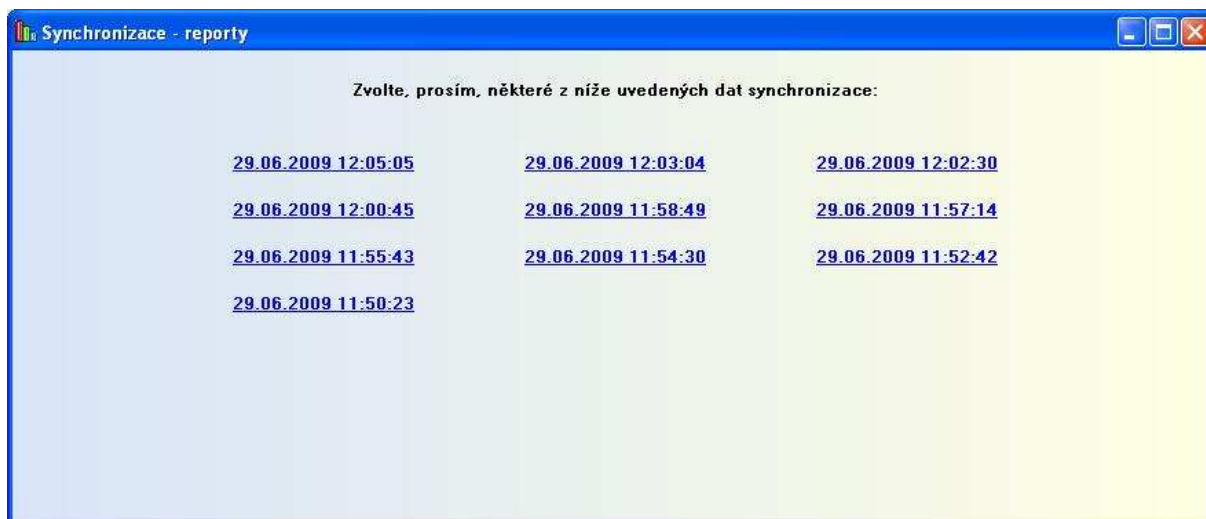 Synchronizace - reporty
Zvolte, prosím, některé z níže uvedených dat synchronizace:
29.06.2009 12:05:05 29.06.2009 12:03:04 29.06.2009 12:02:30
29.06.2009 12:00:45 29.06.2009 11:58:49 29.06.2009 11:57:14
29.06.2009 11:55:43 29.06.2009 11:54:30 29.06.2009 11:52:42
29.06.2009 11:50:23